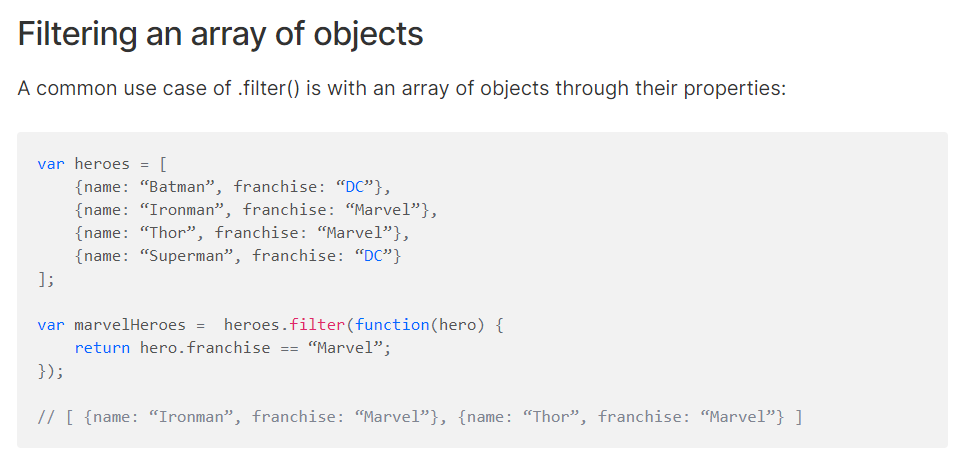 Filtering an array of objects
A common use case of .filter() is with an array of objects through their properties:
var heroes = [
    {name: “Batman”, franchise: “DC”},
    {name: “Ironman”, franchise: “Marvel”},
    {name: “Thor”, franchise: “Marvel”},
    {name: “Superman”, franchise: “DC”}
];
var marvelHeroes =  heroes.filter(function(hero) {
    return hero.franchise == “Marvel”;
});
// [ {name: “Ironman”, franchise: “Marvel”}, {name: “Thor”, franchise: “Marvel”} ]